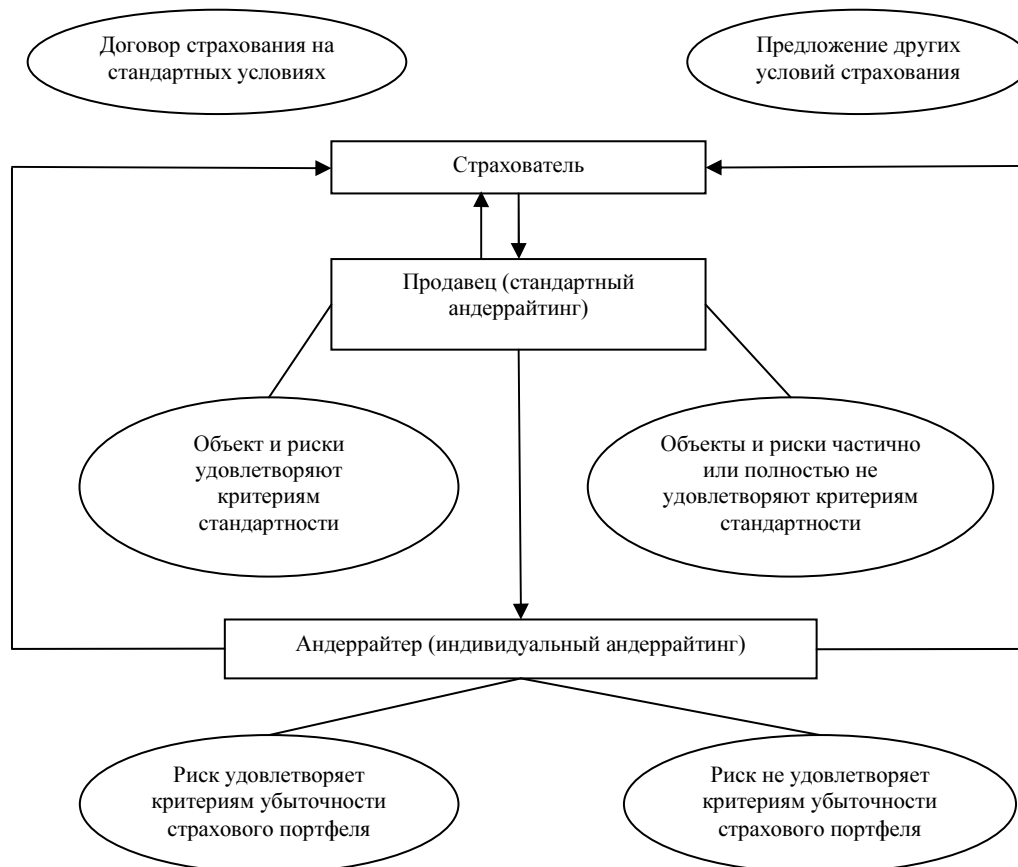 Договор страхования на
стандартных условиях
Предложение других
условий страхования
Страхователь
Продавец (стандартный
андеррайтинг)
Объект и риски
удовлетворяют
критериям
стандартности
Объекты и риски частично
или полностью не
удовлетворяют критериям
стандартности
Андеррайтер (индивидуальный андеррайтинг)
Риск удовлетворяет
критериям убыточности
страхового портфеля
Риск не удовлетворяет
критериям убыточности
страхового портфеля